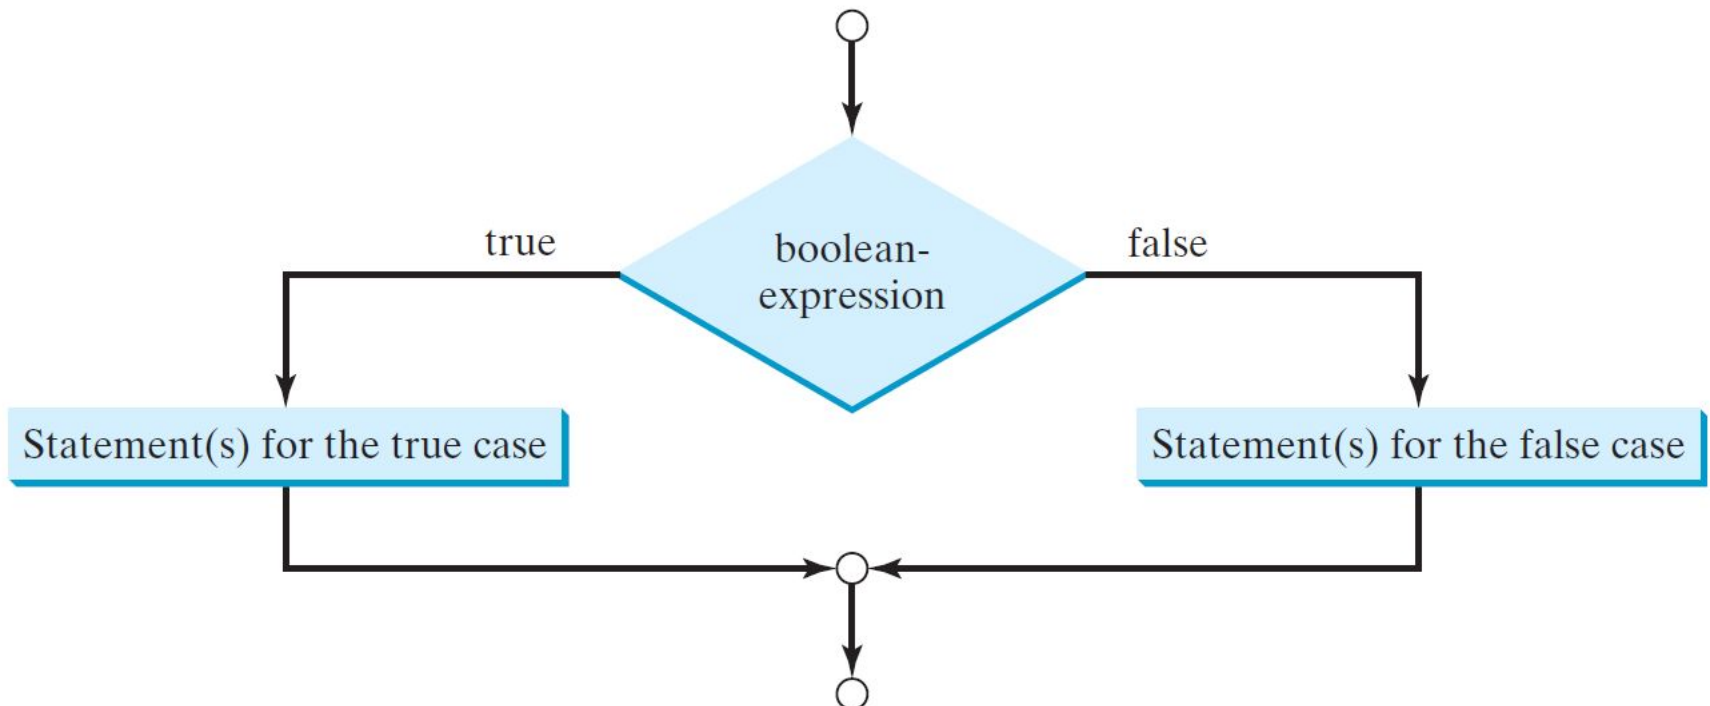 true
boolean-
expression
false
Statement(s) for the true case
Statement(s) for the false case